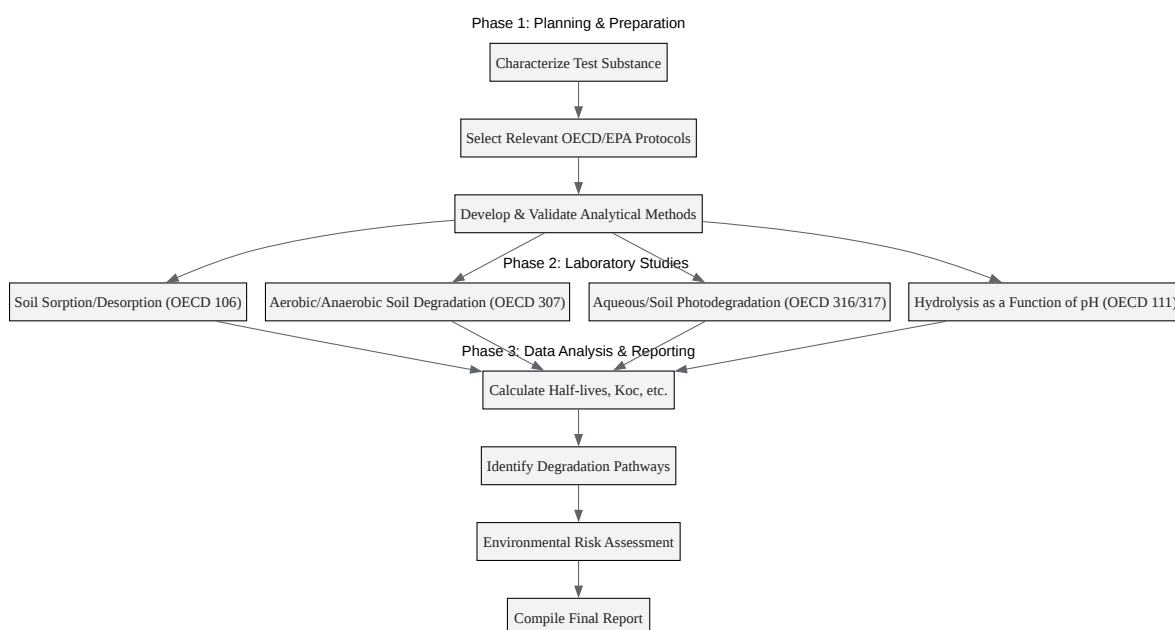 Phase 1: Planning & Preparation
Characterize Test Substance
Select Relevant OECD/EPA Protocols
Develop & Validate Analytical Methods
Phase 2: Laboratory Studies
Soil Sorption/Desorption (OECD 106)
Aerobic/Anaerobic Soil Degradation (OECD 307)
Aqueous/Soil Photodegradation (OECD 316/317)
Hydrolysis as a Function of pH (OECD 111)
Phase 3: Data Analysis & Reporting
Calculate Half-lives, Koc, etc.
Identify Degradation Pathways
Environmental Risk Assessment
Compile Final Report